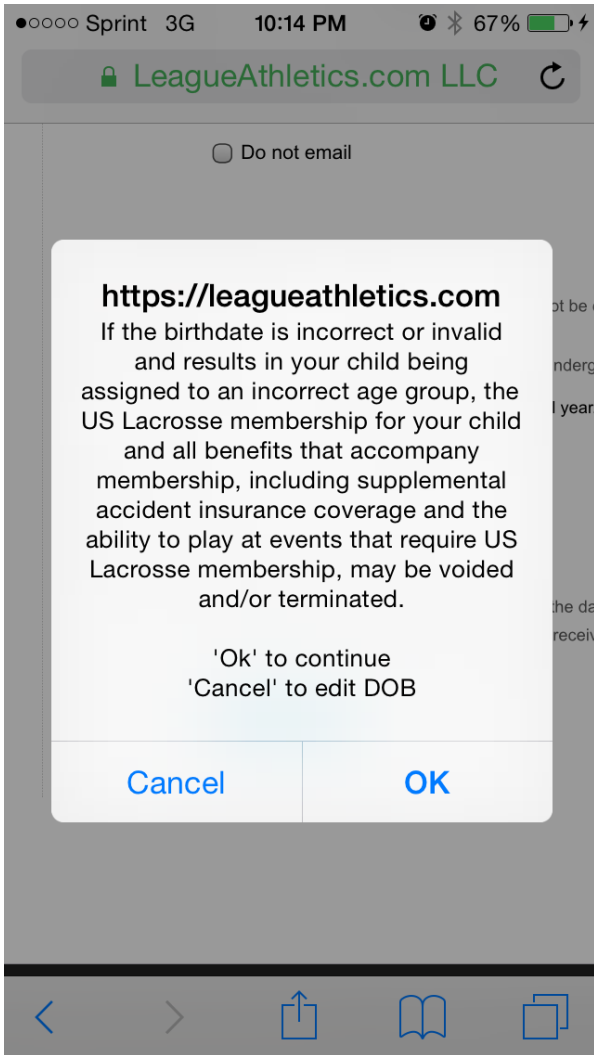 Sprint 3G 10:14 PM 67%
LeagueAthletics.com LLC
Do not email
https://leagueathletics.com
If the birthdate is incorrect or invalid
and results in your child being
assigned to an incorrect age group, the
US Lacrosse membership for your child
and all benefits that accompany
membership, including supplemental
accident insurance coverage and the
ability to play at events that require US
Lacrosse membership, may be voided
and/or terminated.
'Ok' to continue
'Cancel' to edit DOB
Cancel OK
be
year
the